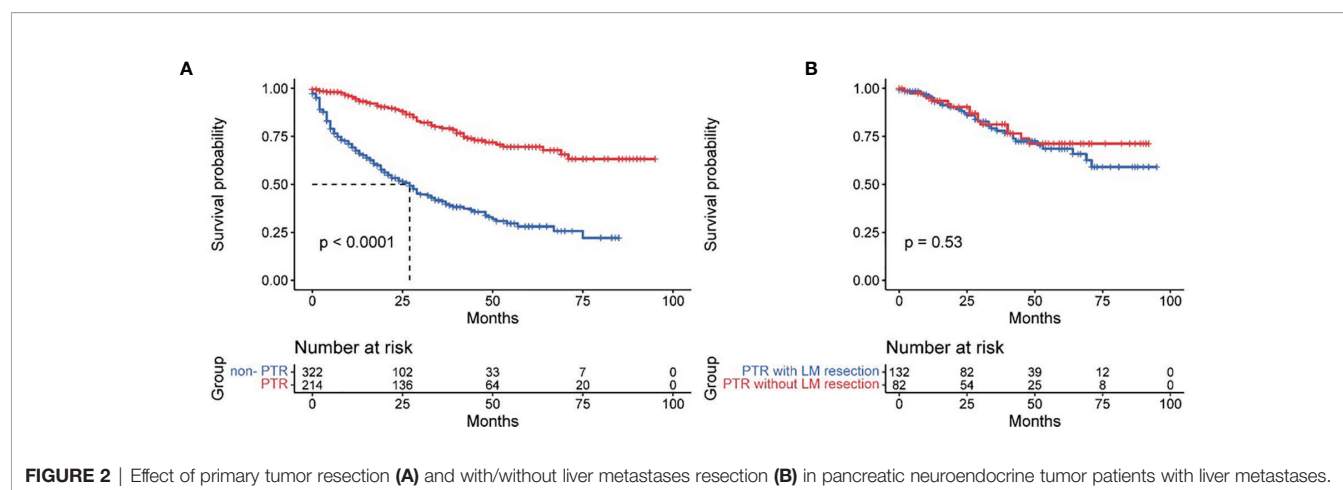 A
1.00
0.75
0.50
0.25
0.00
Survival probability
p < 0.0001
0 25 50 75 100
Months
Number at risk
Group
non- PTR 322 102 33 7 0
PTR 214 136 64 20 0
0 25 50 75 100
Months
B
1.00
0.75
0.50
0.25
0.00
Survival probability
p = 0.53
0 25 50 75 100
Months
Number at risk
Group
PTR with LM resection 132 82 39 12 0
PTR without LM resection 82 54 25 8 0
0 25 50 75 100
Months
FIGURE 2 | Effect of primary tumor resection (A) and with/without liver metastases resection (B) in pancreatic neuroendocrine tumor patients with liver metastases.